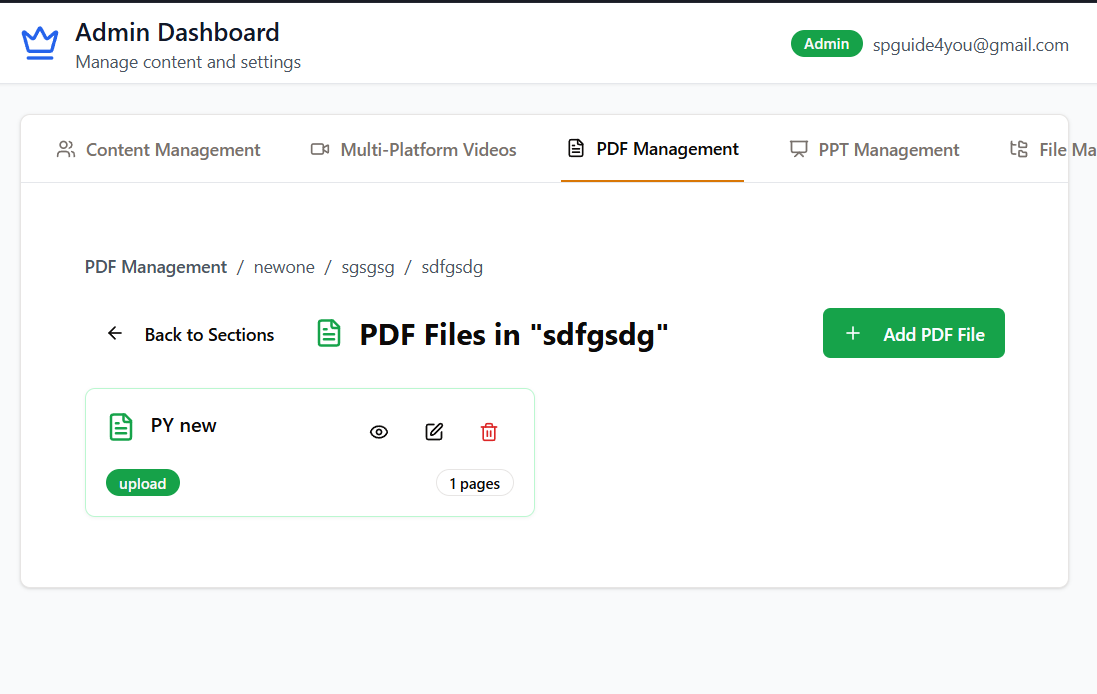 Admin Dashboard
Manage content and settings
Admin
spguide4you@gmail.com
Content Management
Multi-Platform Videos
PDF Management
PPT Management
File Ma
PDF Management / newone / sgsgsg / sdfgsdg
Back to Sections
PDF Files in "sdfgsdg"
+ Add PDF File
PY new
upload
1 pages